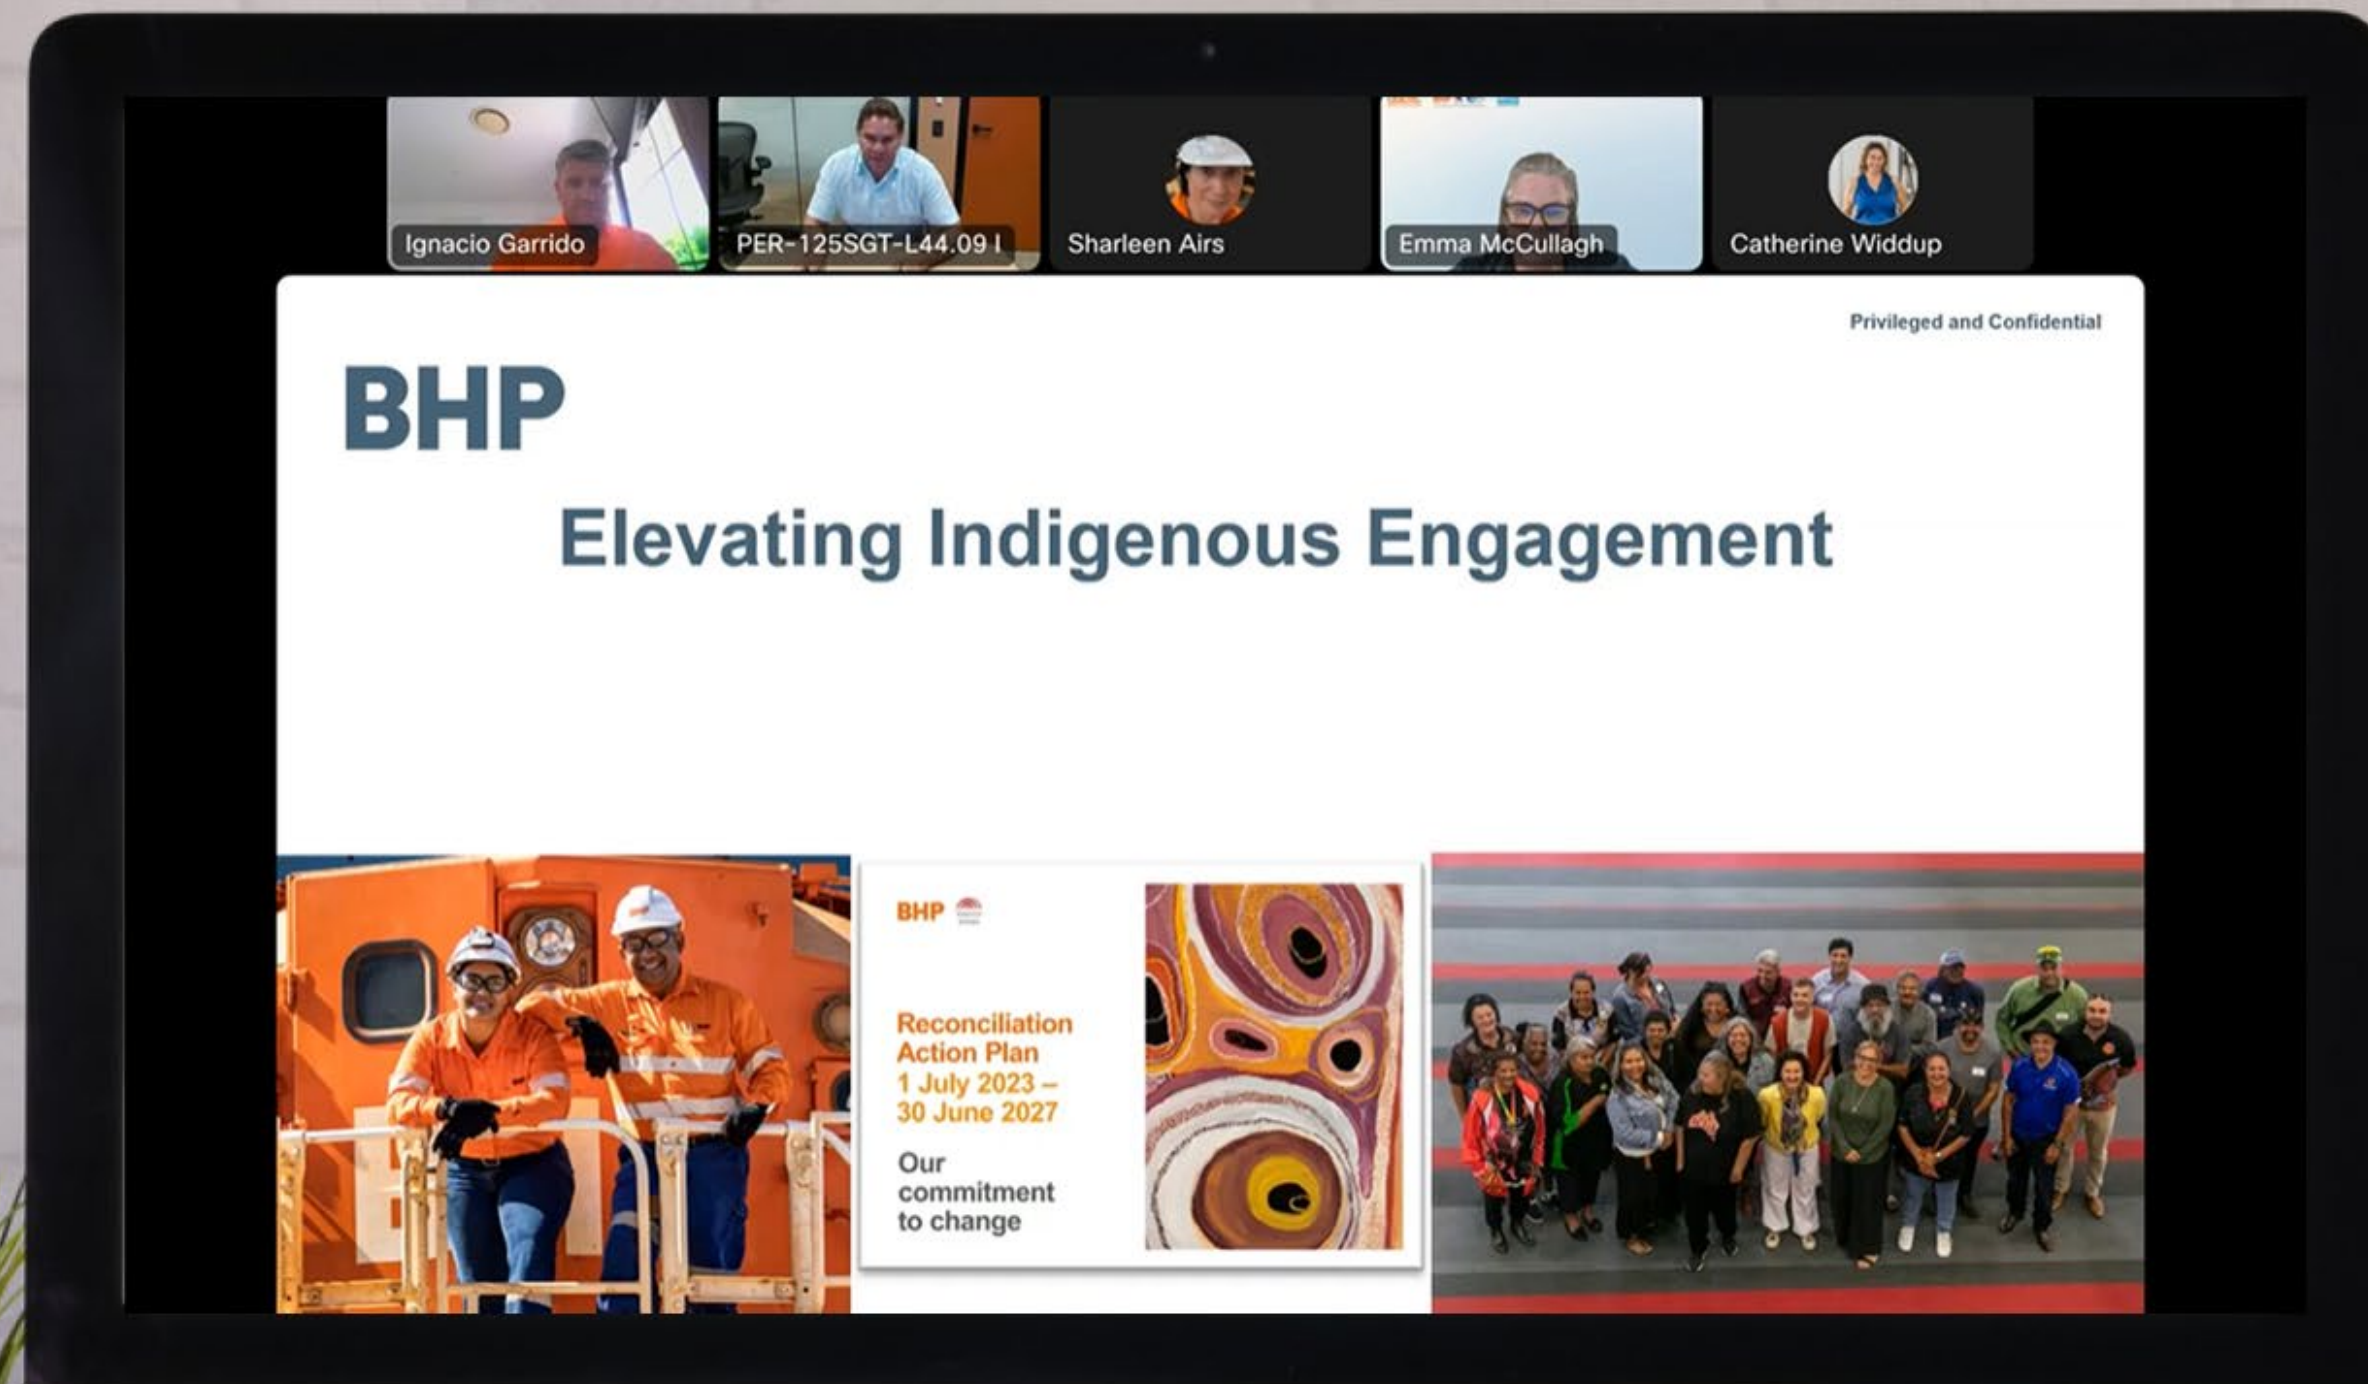 Ignacio Garrido
PER-125SGT-L44.09 I
Sharleen Airs
Emma McCullagh
Catherine Widdup
Privileged and Confidential
BHP
Elevating Indigenous Engagement
BHP
Reconciliation
Action Plan
1 July 2023 –
30 June 2027
Our
commitment
to change